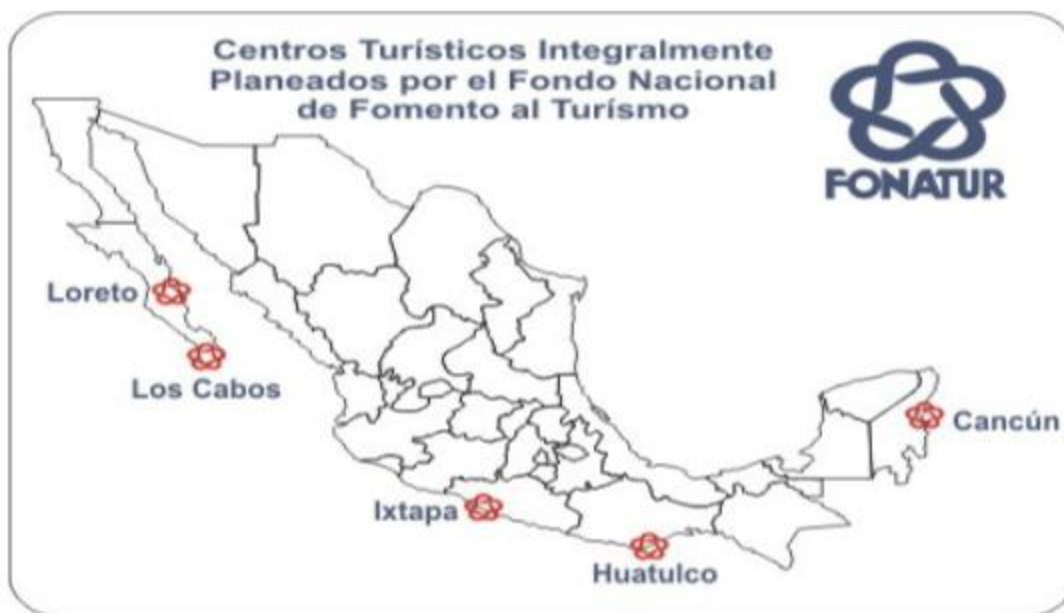 Centros Turísticos Integralmente
Planeados por el Fondo Nacional
de Fomento al Turísmo
FONATUR
Loreto
Los Cabos
Cancún
Ixtapa
Huatulco